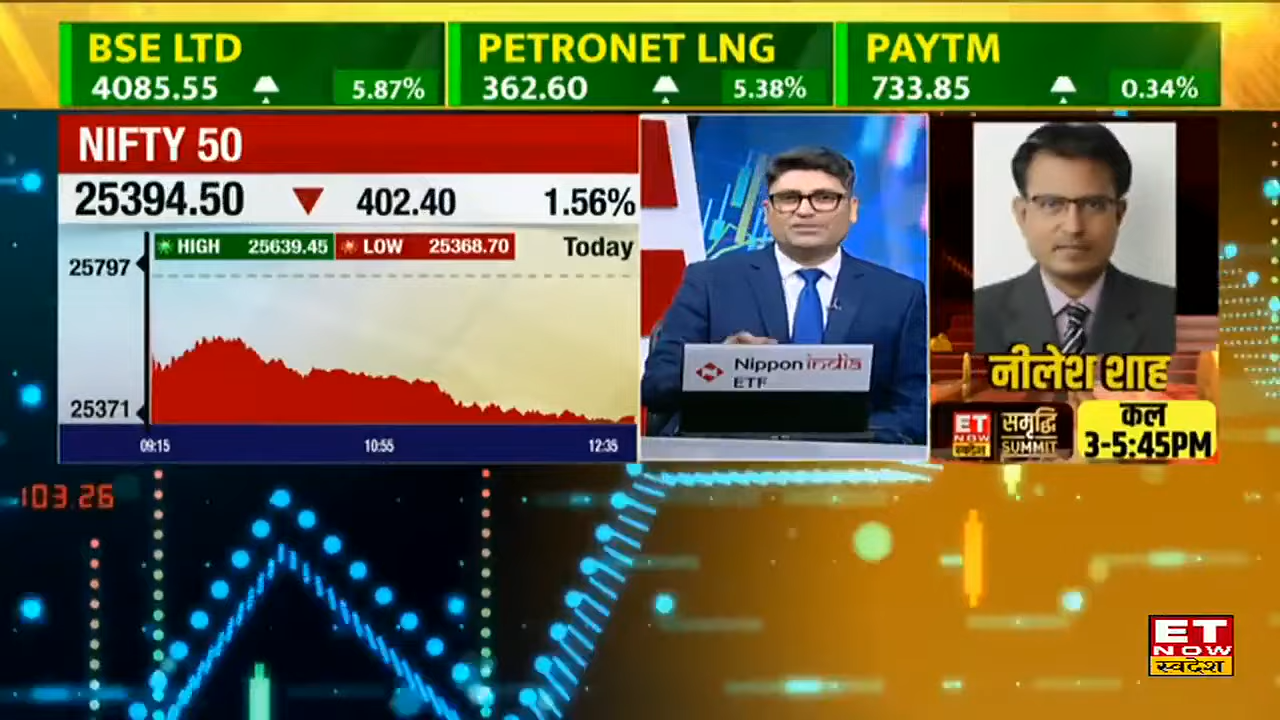 BSE LTD
4085.55 5.87%
PETRONET LNG
362.60 5.38%
PAYTM
733.85 0.34%
NIFTY 50
25394.50 402.40 1.56%
HIGH 25639.45 LOW 25368.70 Today
25797
25371
09:15 10:55 12:35
Nippon india
ETF
नीलेश शाह
ET
NOW
स्वदेश
समृद्धि
SUMMIT
कल
3-5:45PM
103.26
ET
NOW
स्वदेश